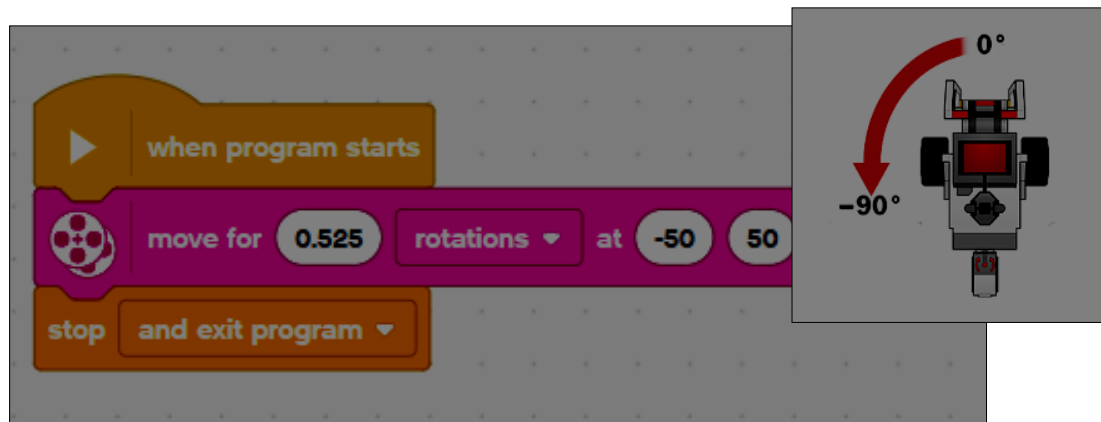 when program starts
move for 0.525 rotations at -50 50
stop and exit program
0°
-90°